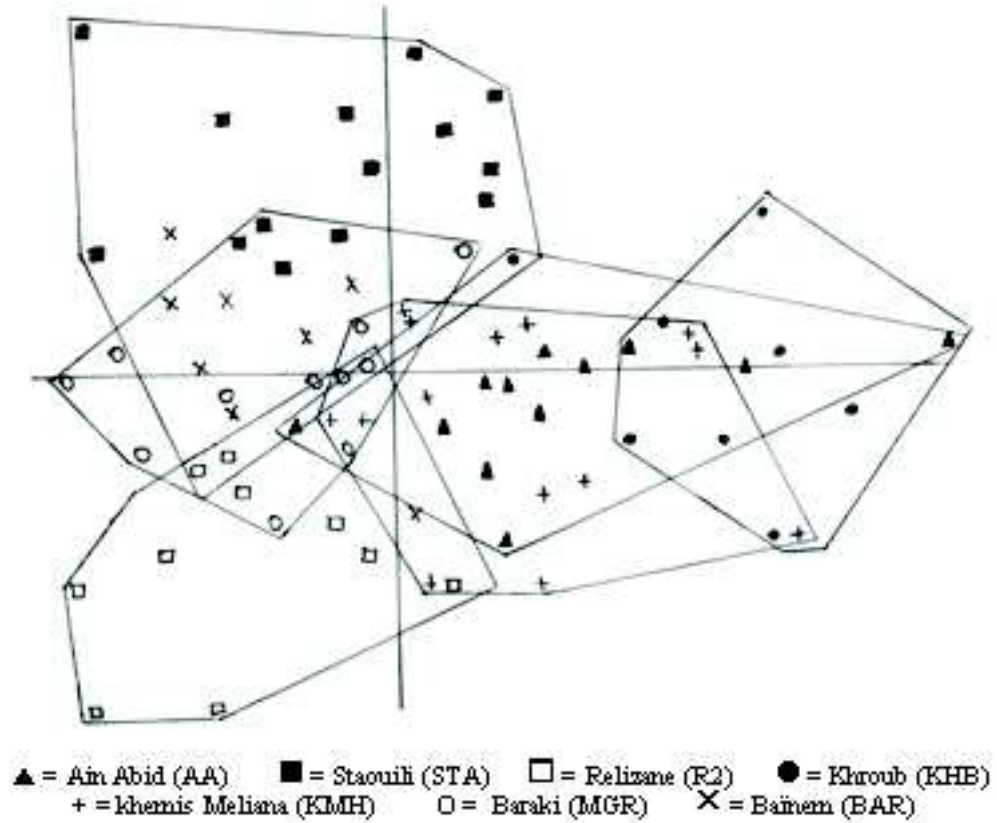 ▲ = Ain Abid (AA) ■ = Staouili (STA) □ = Relizane (R2) ● = Khroub (KHB)
+ = khemis Meliana (KMH) O = Baraki (MGR) × = Baïnem (BAR)